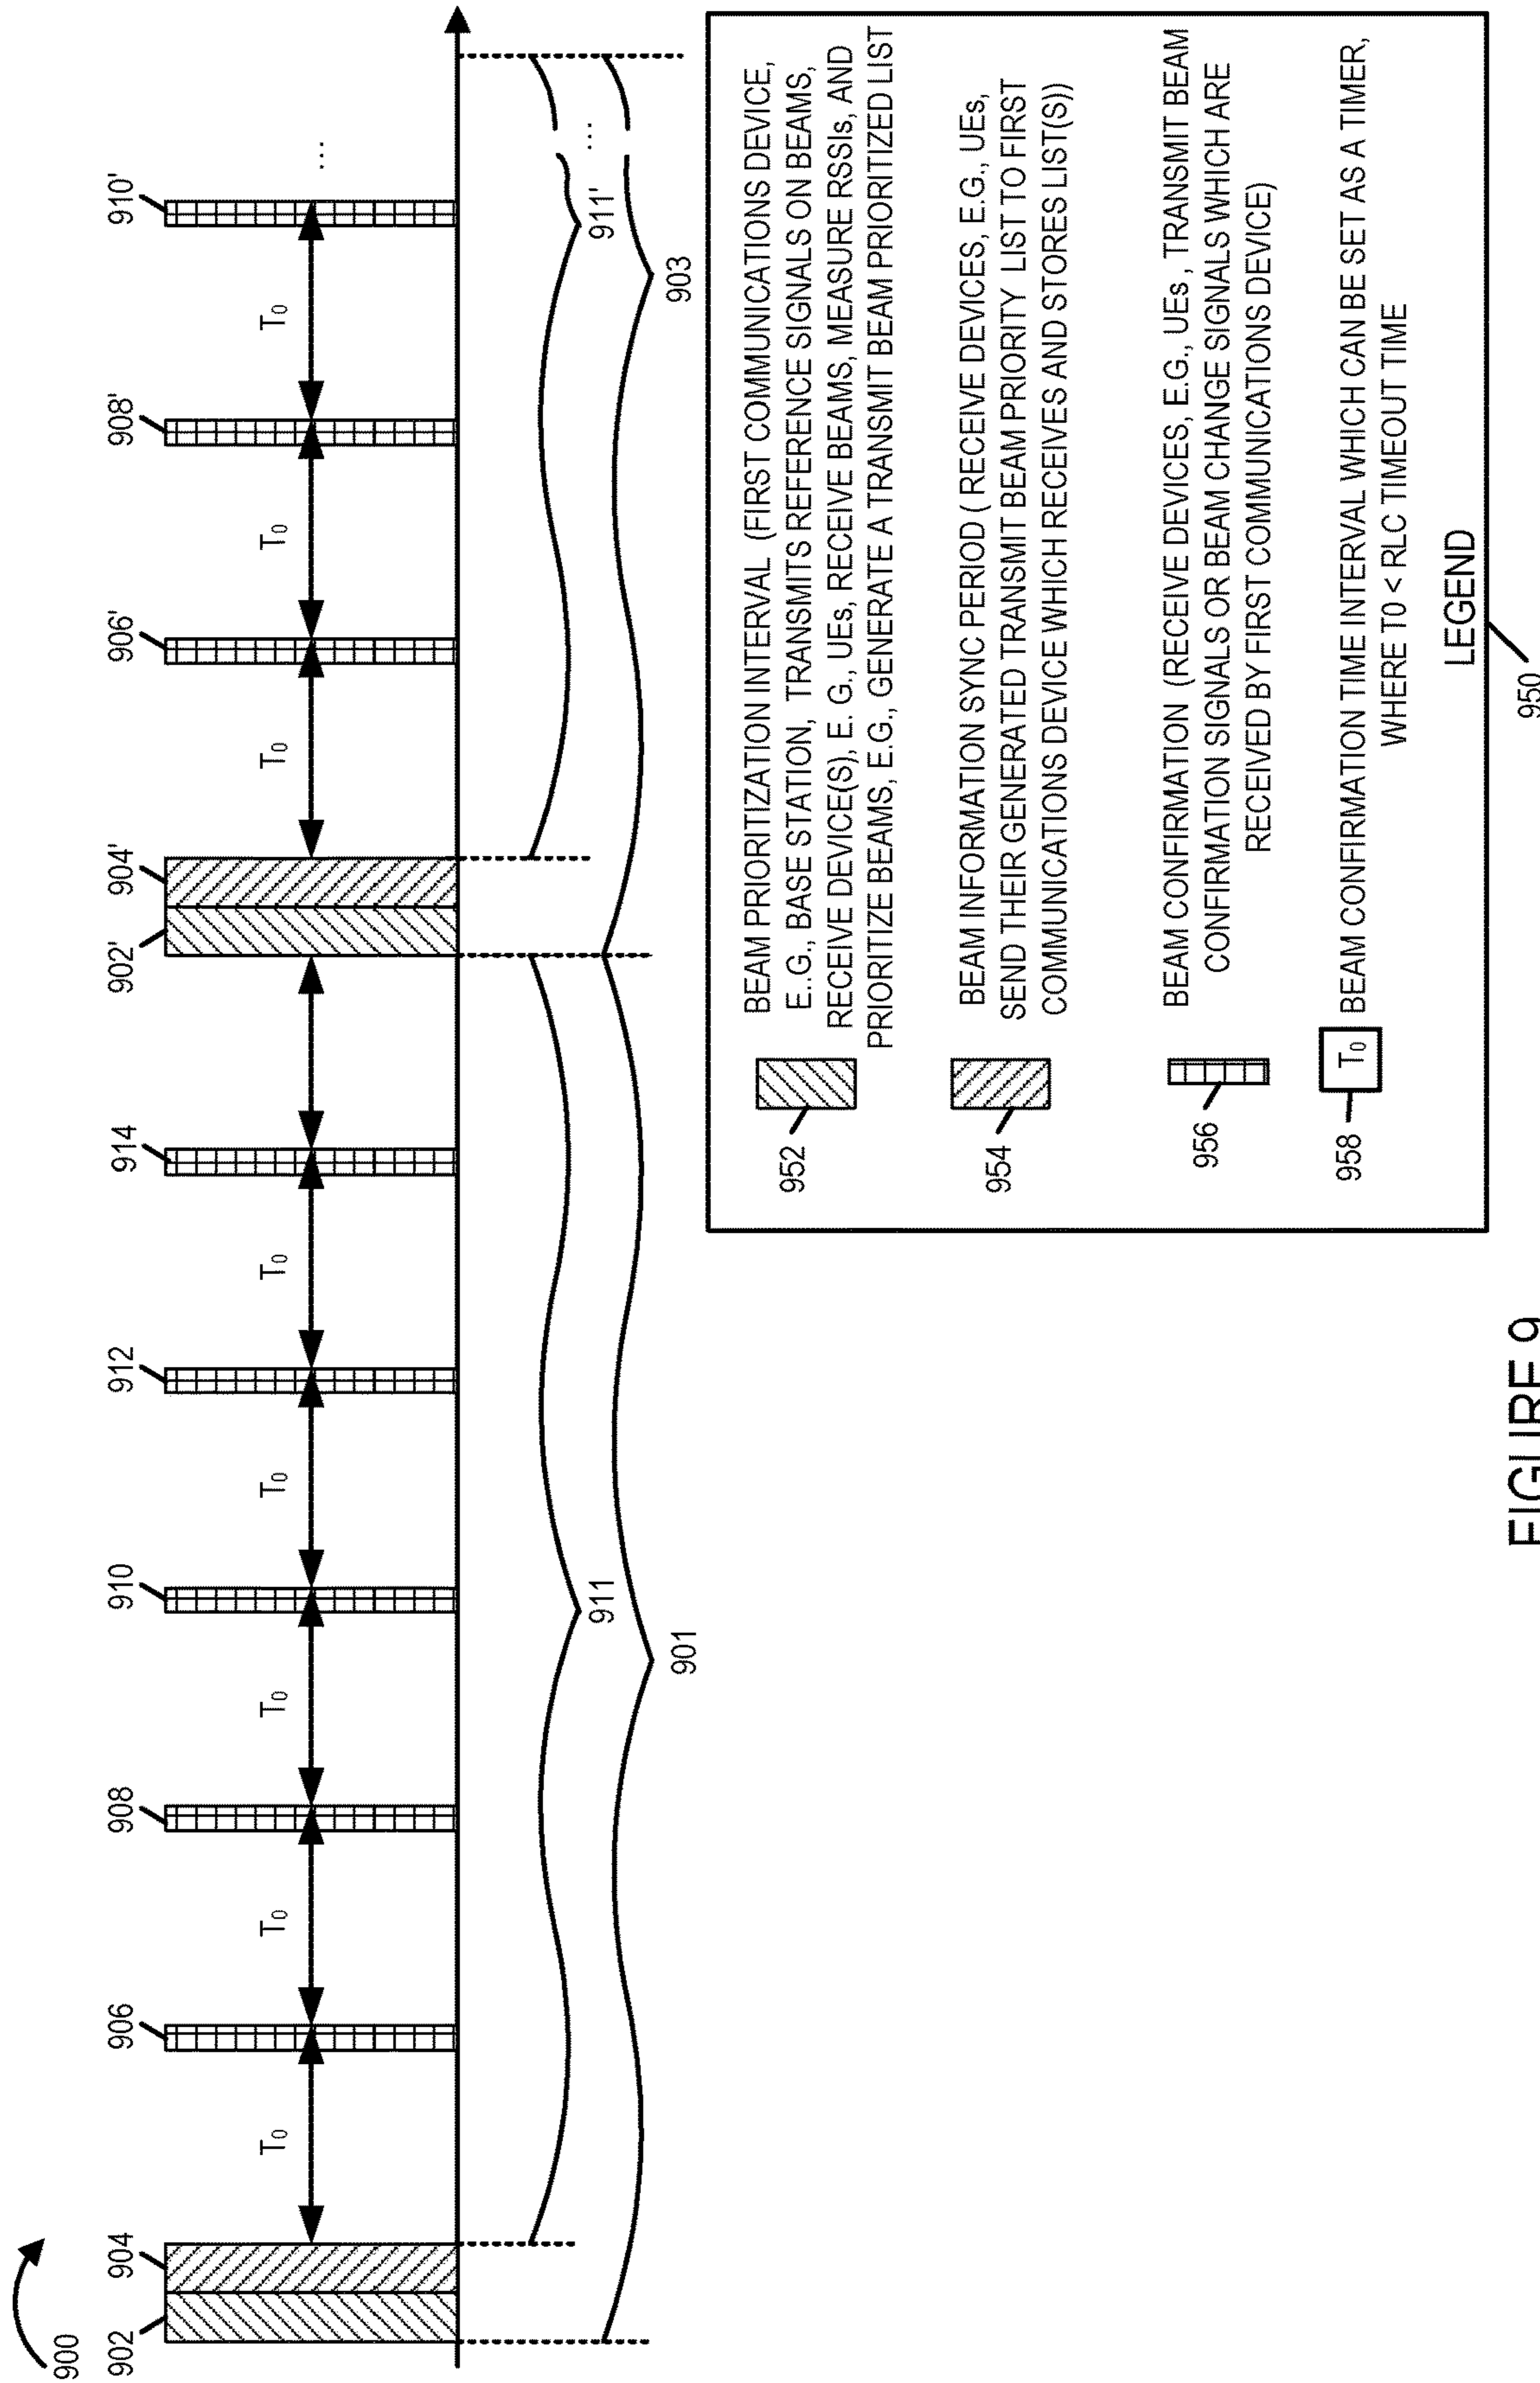 900
902
904
906
908
910
912
914
902'
904'
906'
908'
910'
T0
T0
T0
T0
T0
T0
T0
T0
...
911
911'
...
901
903
952
BEAM PRIORITIZATION INTERVAL (FIRST COMMUNICATIONS DEVICE,
E..G., BASE STATION, TRANSMITS REFERENCE SIGNALS ON BEAMS,
RECEIVE DEVICE(S), E. G., UEs, RECEIVE BEAMS, MEASURE RSSIs, AND
PRIORITIZE BEAMS, E.G., GENERATE A TRANSMIT BEAM PRIORITIZED LIST
954
BEAM INFORMATION SYNC PERIOD ( RECEIVE DEVICES, E.G., UEs,
SEND THEIR GENERATED TRANSMIT BEAM PRIORITY LIST TO FIRST
COMMUNICATIONS DEVICE WHICH RECEIVES AND STORES LIST(S))
956
BEAM CONFIRMATION (RECEIVE DEVICES, E.G., UEs , TRANSMIT BEAM
CONFIRMATION SIGNALS OR BEAM CHANGE SIGNALS WHICH ARE
RECEIVED BY FIRST COMMUNICATIONS DEVICE)
958
T0
BEAM CONFIRMATION TIME INTERVAL WHICH CAN BE SET AS A TIMER,
WHERE T0 < RLC TIMEOUT TIME
LEGEND
950
FIGURE 9